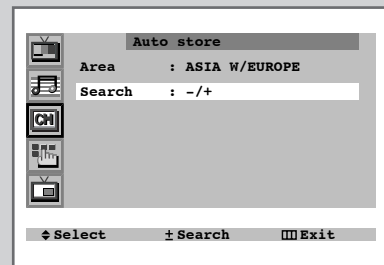 Auto store
Area : ASIA W/EUROPE
Search : -/+
CH
Select ± Search Exit